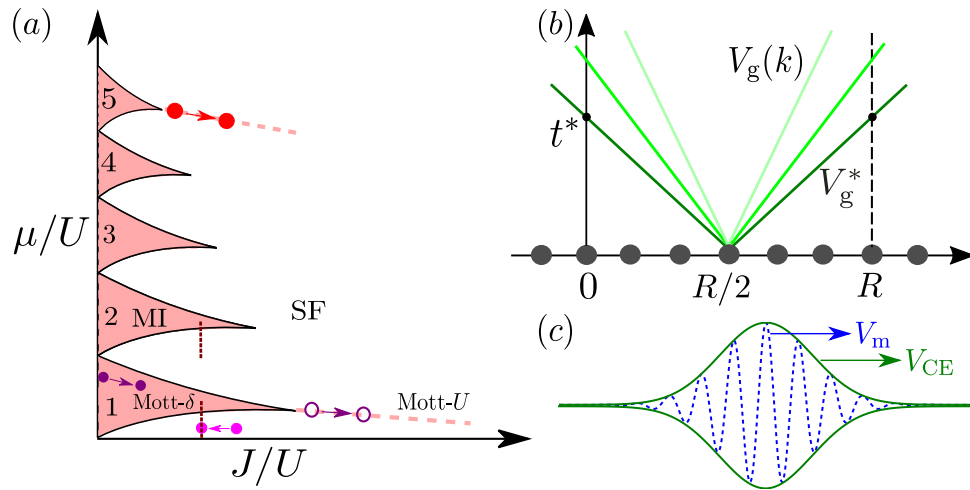 (a)
μ/U
5
4
3
2
MI
SF
1
Mott-δ
Mott-U
J/U
(b)
V_g(k)
t*
V_g^*
0
R/2
R
(c)
V_m
V_CE